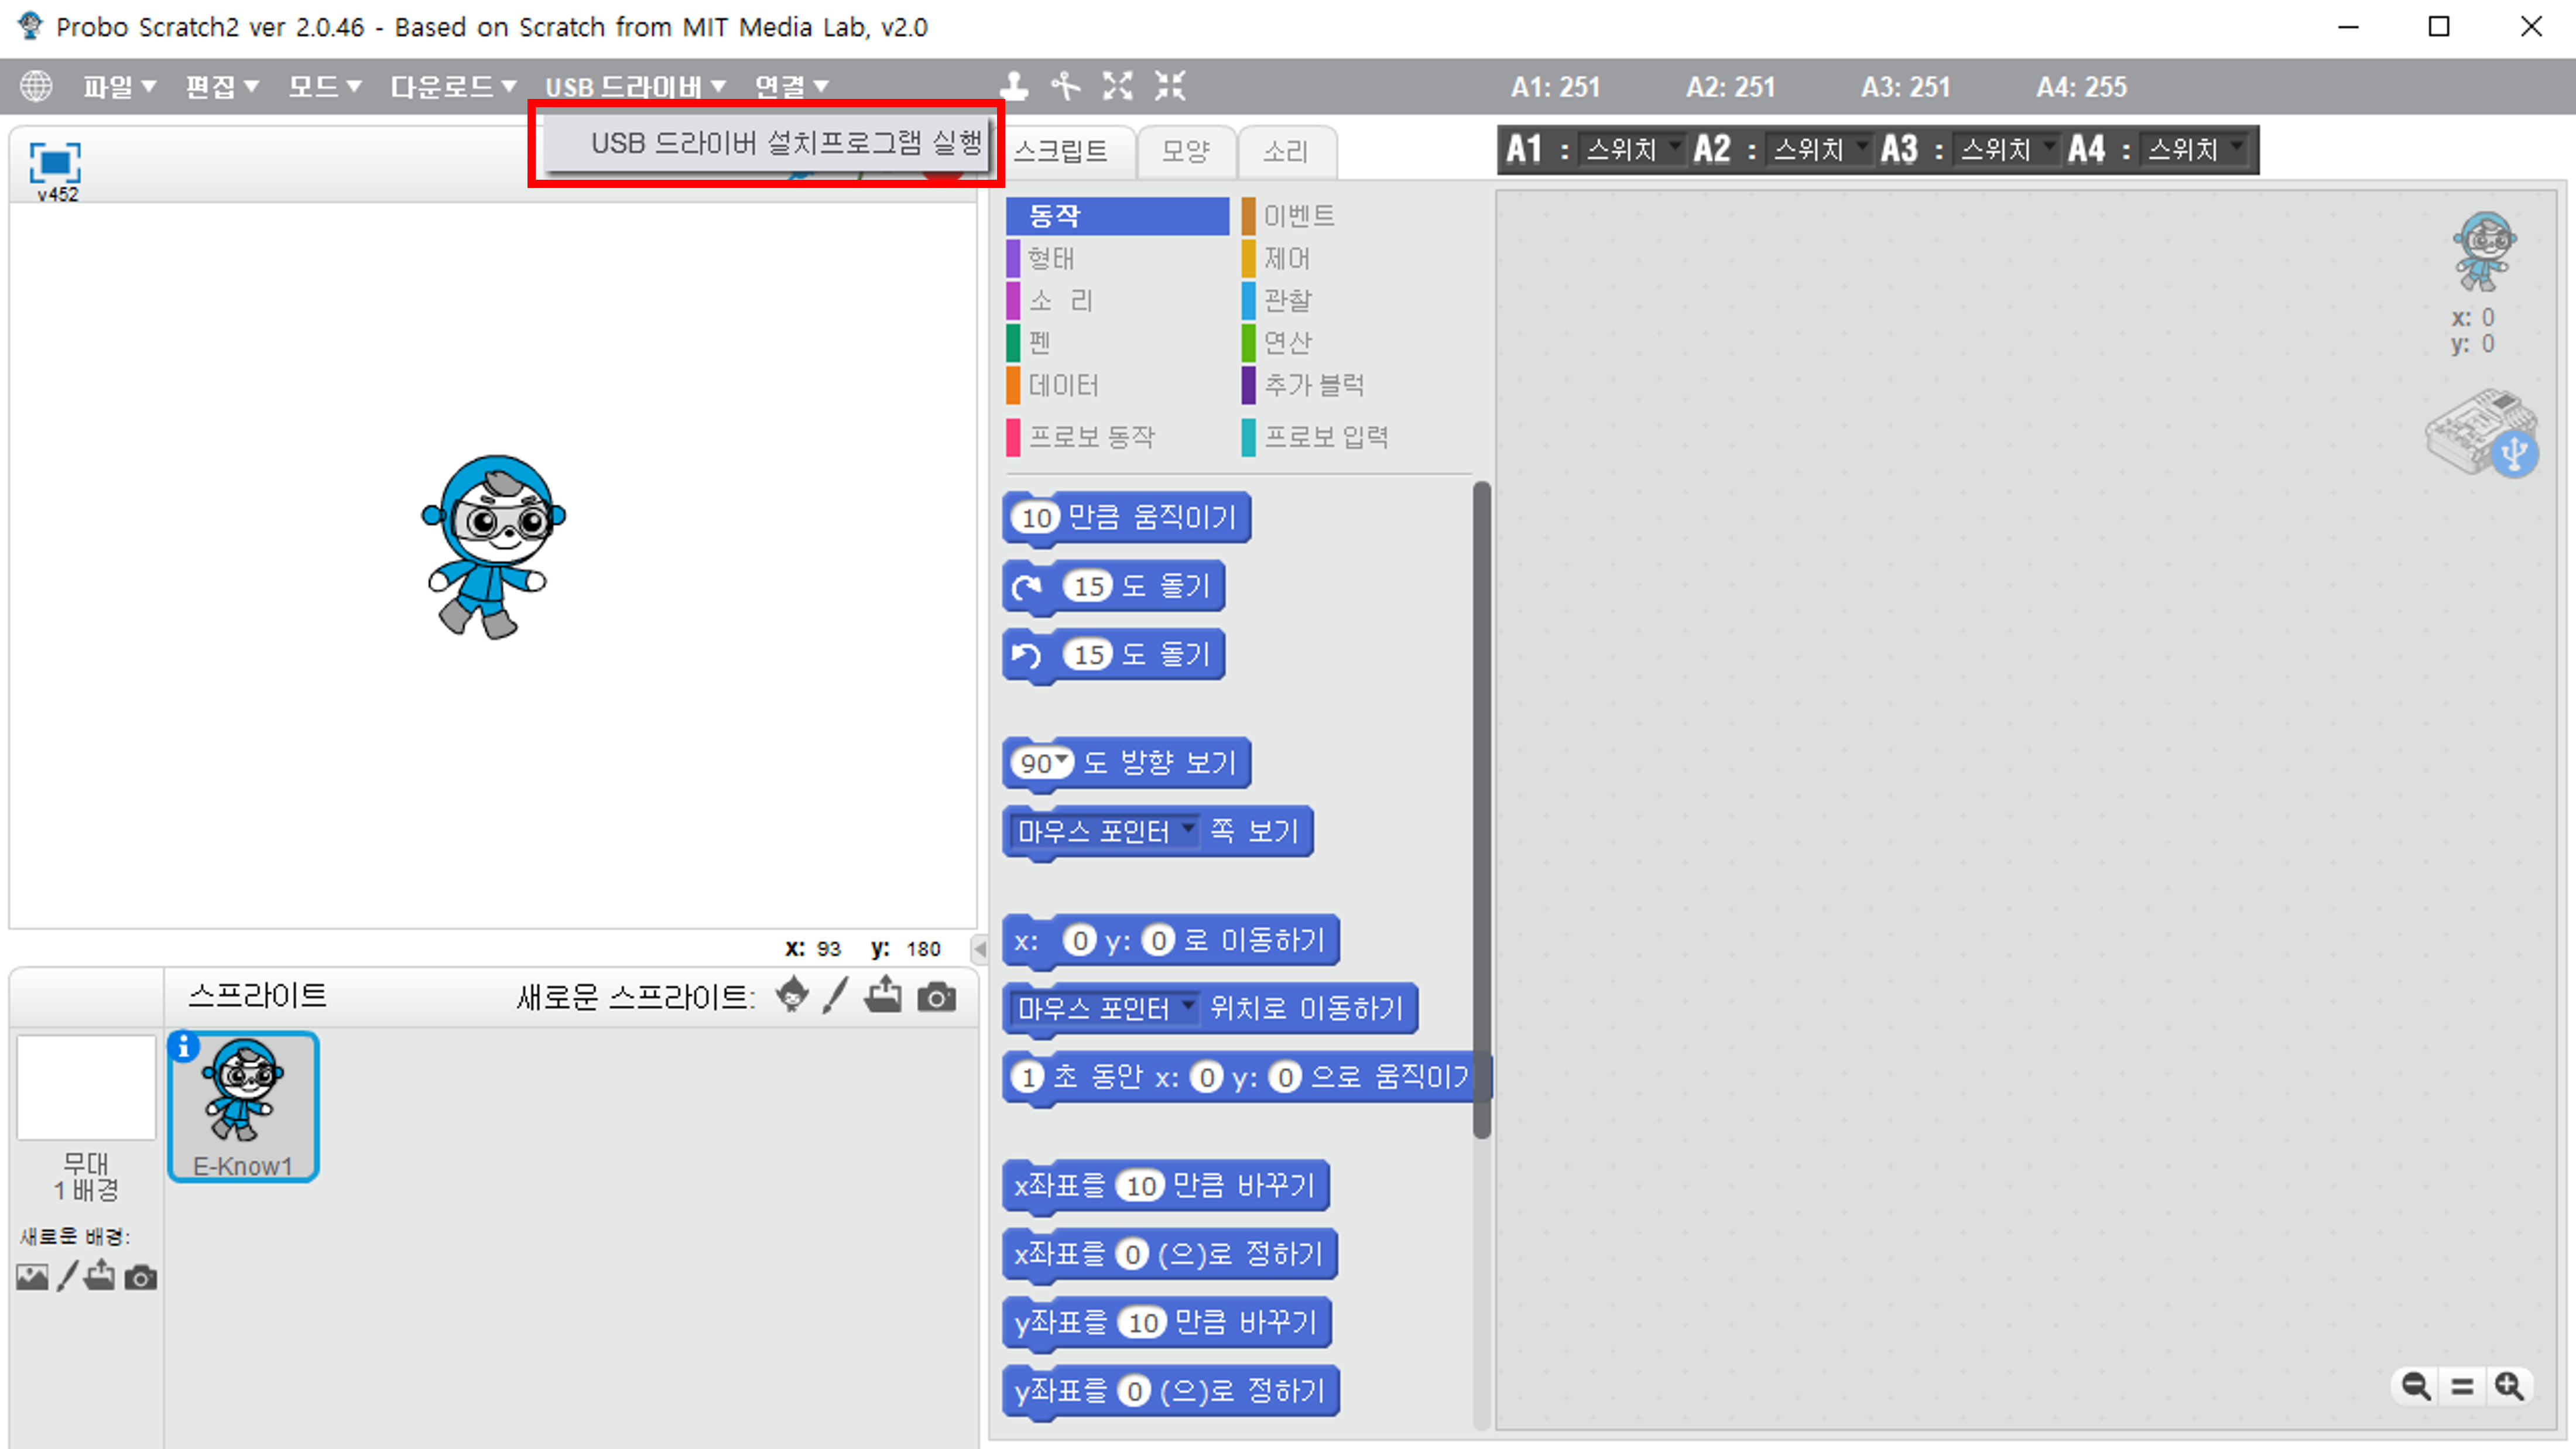 Probo Scratch2 ver 2.0.46 - Based on Scratch from MIT Media Lab, v2.0
파일 편집 모드 다운로드 USB 드라이버 연결 A1: 251 A2: 251 A3: 251 A4: 255
USB 드라이버 설치프로그램 실행
스크립트 모양 소리
A1 : 스위치 A2 : 스위치 A3 : 스위치 A4 : 스위치
v452
동작 이벤트
형태 제어
소 리 관찰
펜 연산
데이터 추가 블럭
프로보 동작 프로보 입력
x: 0
y: 0
10 만큼 움직이기
15 도 돌기
15 도 돌기
90 도 방향 보기
마우스 포인터 쪽 보기
x: 0 y: 0 로 이동하기
마우스 포인터 위치로 이동하기
1 초 동안 x: 0 y: 0 으로 움직이기
x좌표를 10 만큼 바꾸기
x좌표를 0 (으)로 정하기
y좌표를 10 만큼 바꾸기
y좌표를 0 (으)로 정하기
x: 93 y: 180
스프라이트 새로운 스프라이트:
E-Know1
무대
1 배경
새로운 배경: